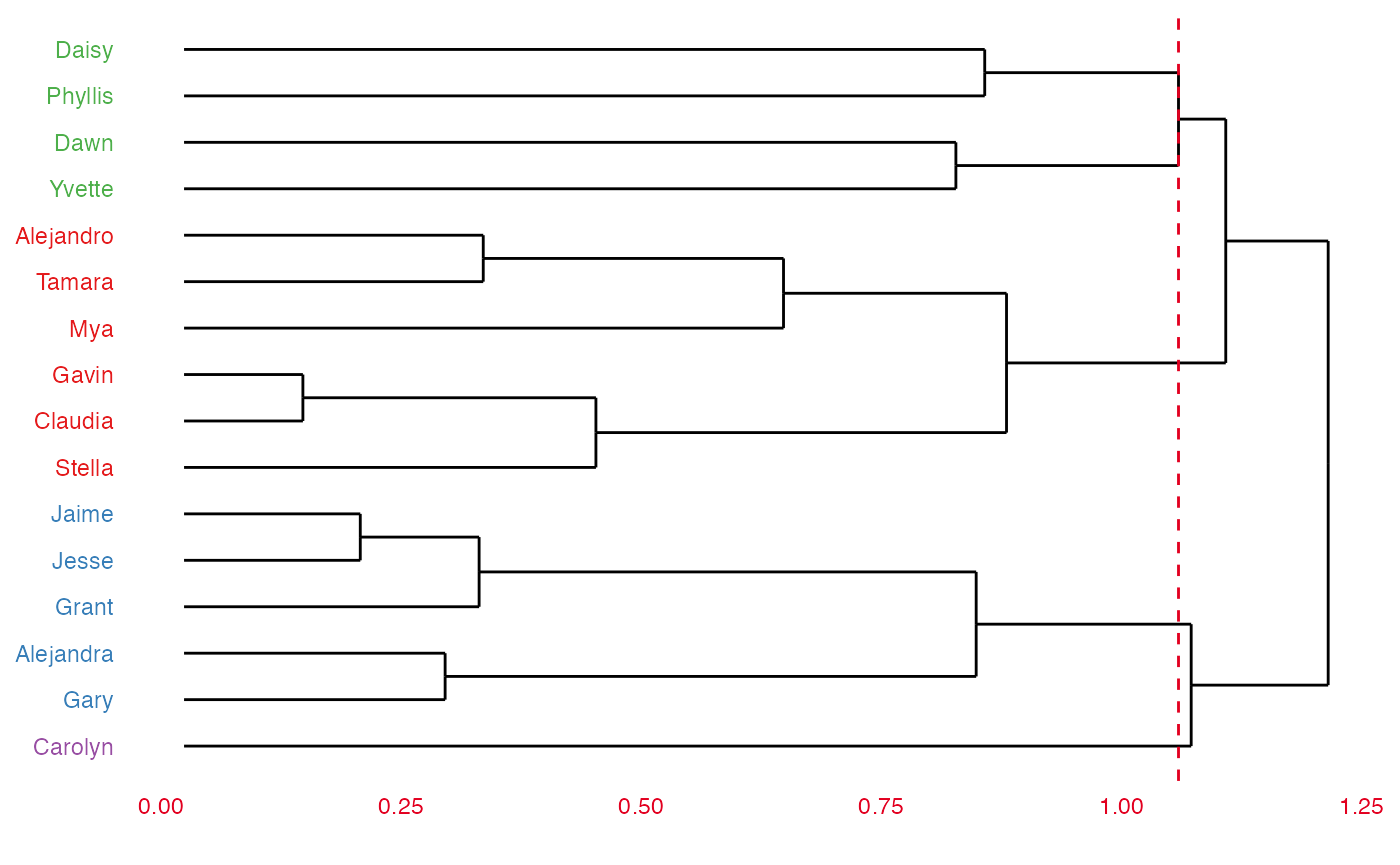 Daisy
Phyllis
Dawn
Yvette
Alejandro
Tamara
Mya
Gavin
Claudia
Stella
Jaime
Jesse
Grant
Alejandra
Gary
Carolyn
0.00 0.25 0.50 0.75 1.00 1.25